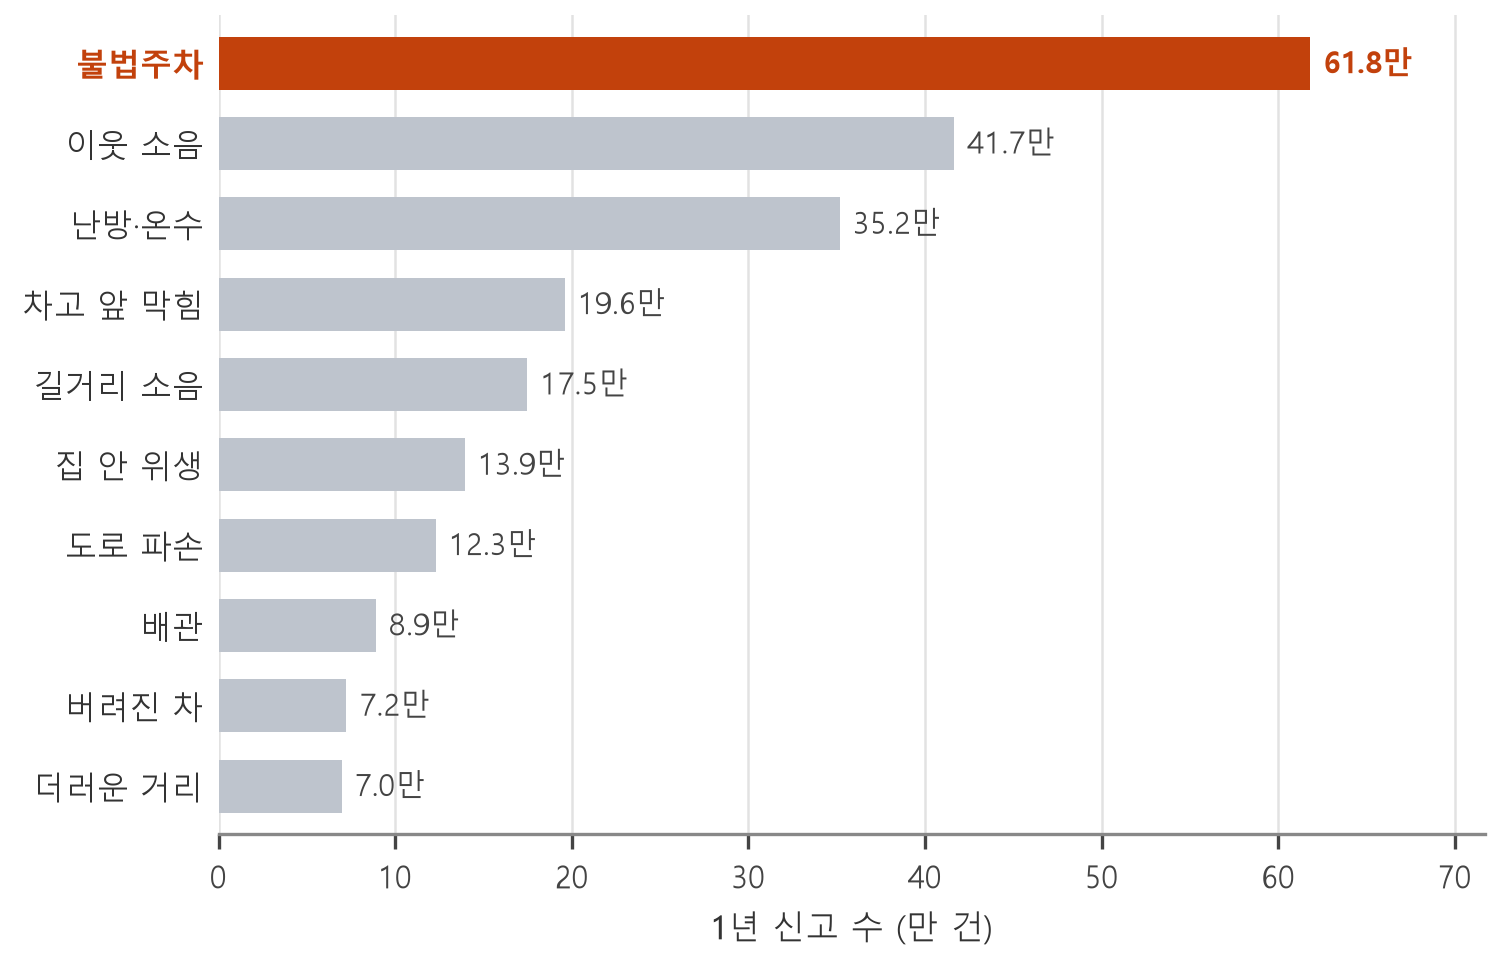 불법주차 61.8만
이웃 소음 41.7만
난방·온수 35.2만
차고 앞 막힘 19.6만
길거리 소음 17.5만
집 안 위생 13.9만
도로 파손 12.3만
배관 8.9만
버려진 차 7.2만
더러운 거리 7.0만
0 10 20 30 40 50 60 70
1년 신고 수 (만 건)